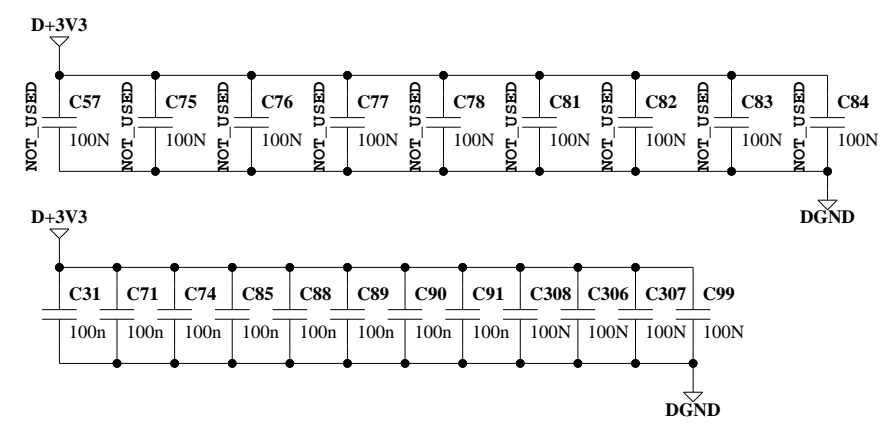 D+3V3
NOT_USED C57 NOT_USED C75 NOT_USED C76 NOT_USED C77 NOT_USED C78 NOT_USED C81 NOT_USED C82 NOT_USED C83 NOT_USED C84
100N 100N 100N 100N 100N 100N 100N 100N 100N
DGND
D+3V3
C31 C71 C74 C85 C88 C89 C90 C91 C308 C306 C307 C99
100n 100n 100n 100n 100n 100n 100n 100n 100N 100N 100N 100N
DGND